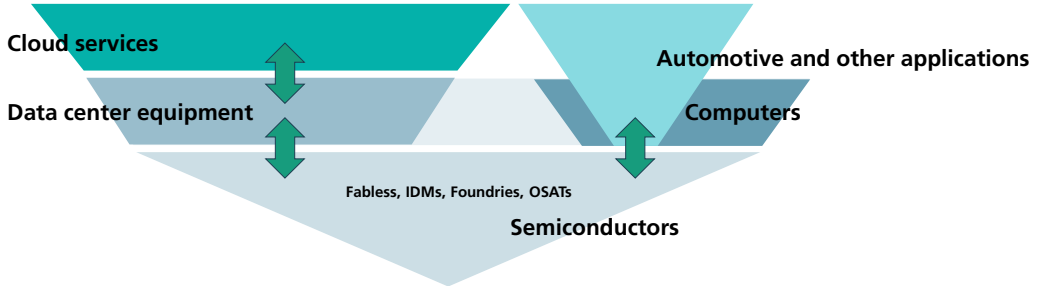 Cloud services
Automotive and other applications
Data center equipment
Computers
Fabless, IDMs, Foundries, OSATs
Semiconductors